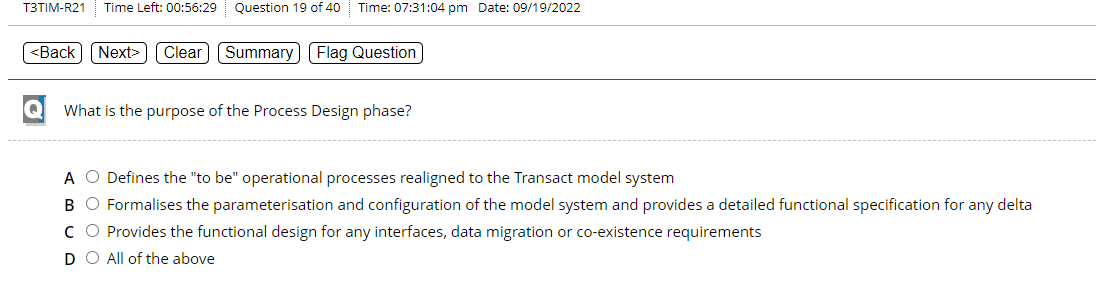 T3TIM-R21 Time Left: 00:56:29 Question 19 of 40 Time: 07:31:04 pm Date: 09/19/2022
<Back Next> Clear Summary Flag Question
Q What is the purpose of the Process Design phase?
A Defines the "to be" operational processes realigned to the Transact model system
B Formalises the parameterisation and configuration of the model system and provides a detailed functional specification for any delta
C Provides the functional design for any interfaces, data migration or co-existence requirements
D All of the above